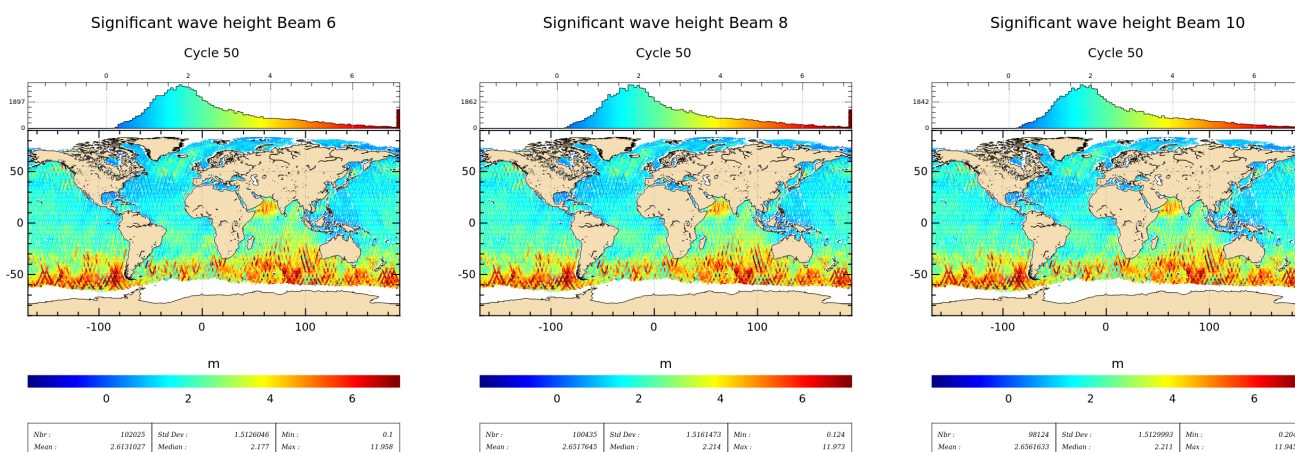 Significant wave height Beam 6
Cycle 50
0 2 4 6
1897
0
50
0
-50
-100 0 100
m
0 2 4 6
Nbr : 102025 Std Dev : 1.5126046 Min : 0.1
Mean : 2.6131027 Median : 2.177 Max : 11.958
Significant wave height Beam 8
Cycle 50
0 2 4 6
1862
0
50
0
-50
-100 0 100
m
0 2 4 6
Nbr : 100435 Std Dev : 1.5161473 Min : 0.124
Mean : 2.6517645 Median : 2.214 Max : 11.973
Significant wave height Beam 10
Cycle 50
0 2 4 6
1842
0
50
0
-50
-100 0 100
m
0 2 4 6
Nbr : 98124 Std Dev : 1.5129993 Min : 0.204
Mean : 2.6561633 Median : 2.211 Max :